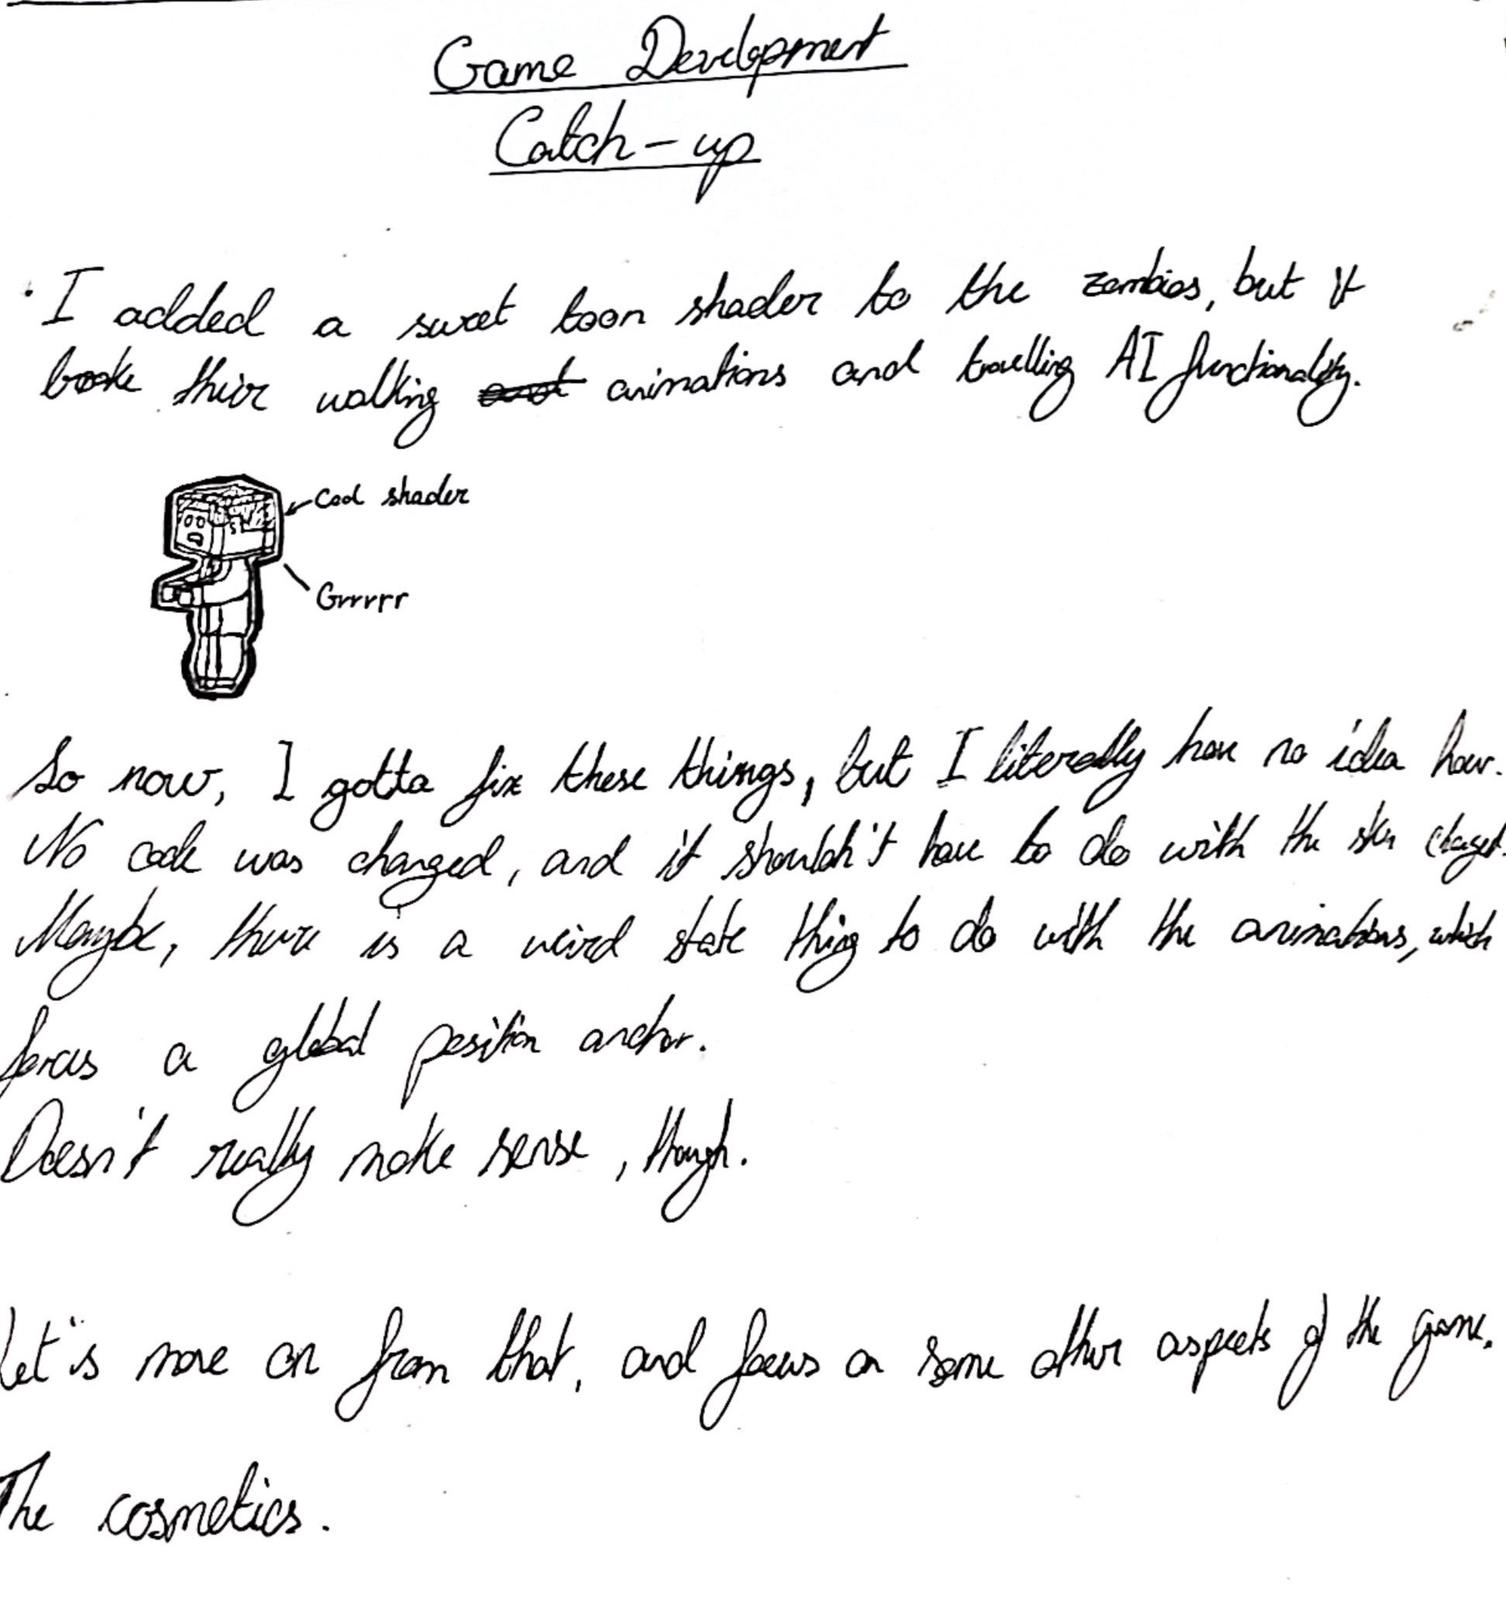 Game Development
Catch-up
· I added a sweet toon shader to the zombies, but it
broke thier walking and animations and travelling AI functionality.
Cool shader
Grrrrr
So now, I gotta fix these things, but I literally have no idea how.
No code was changed, and it shouldn't have to do with the skin
Maybe, there is a weird state thing to do with the animations, which
forces a global position anchor.
Doesn't really make sense, though.
Let's move on from that, and focus on some other aspects of the game.
The cosmetics.